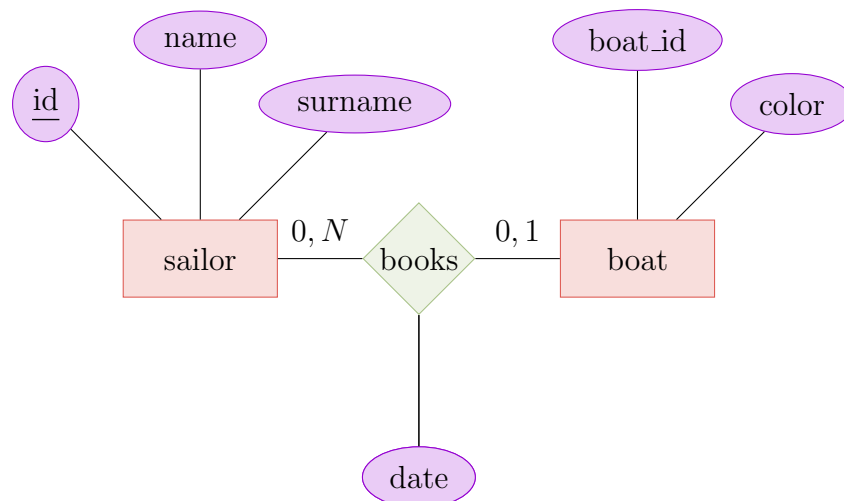 name
boat_id
id
surname
color
0, N
0, 1
sailor
books
boat
date